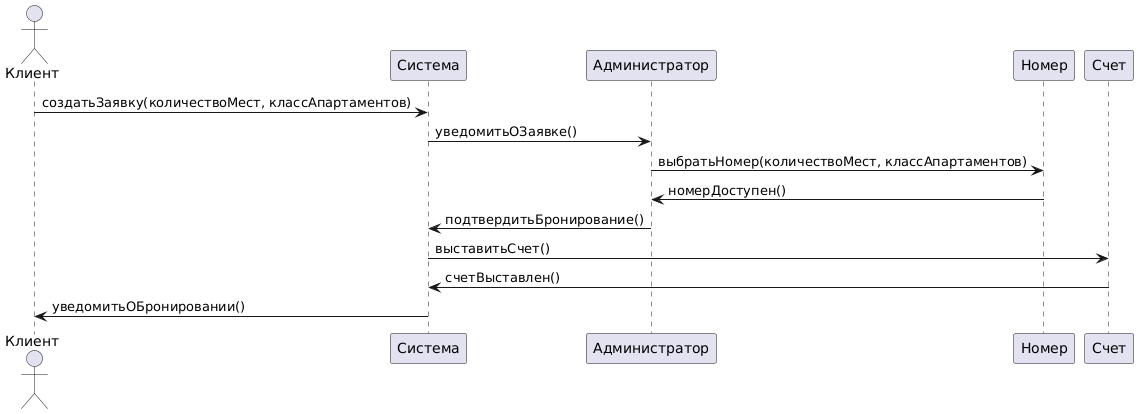 Клиент
Система
Администратор
Номер
Счет
создатьЗаявку(количествоМест, классАпартаментов)
уведомитьОЗаявке()
выбратьНомер(количествоМест, классАпартаментов)
номерДоступен()
подтвердитьБронирование()
выставитьСчет()
счетВыставлен()
уведомитьОБронировании()
Клиент
Система
Администратор
Номер
Счет